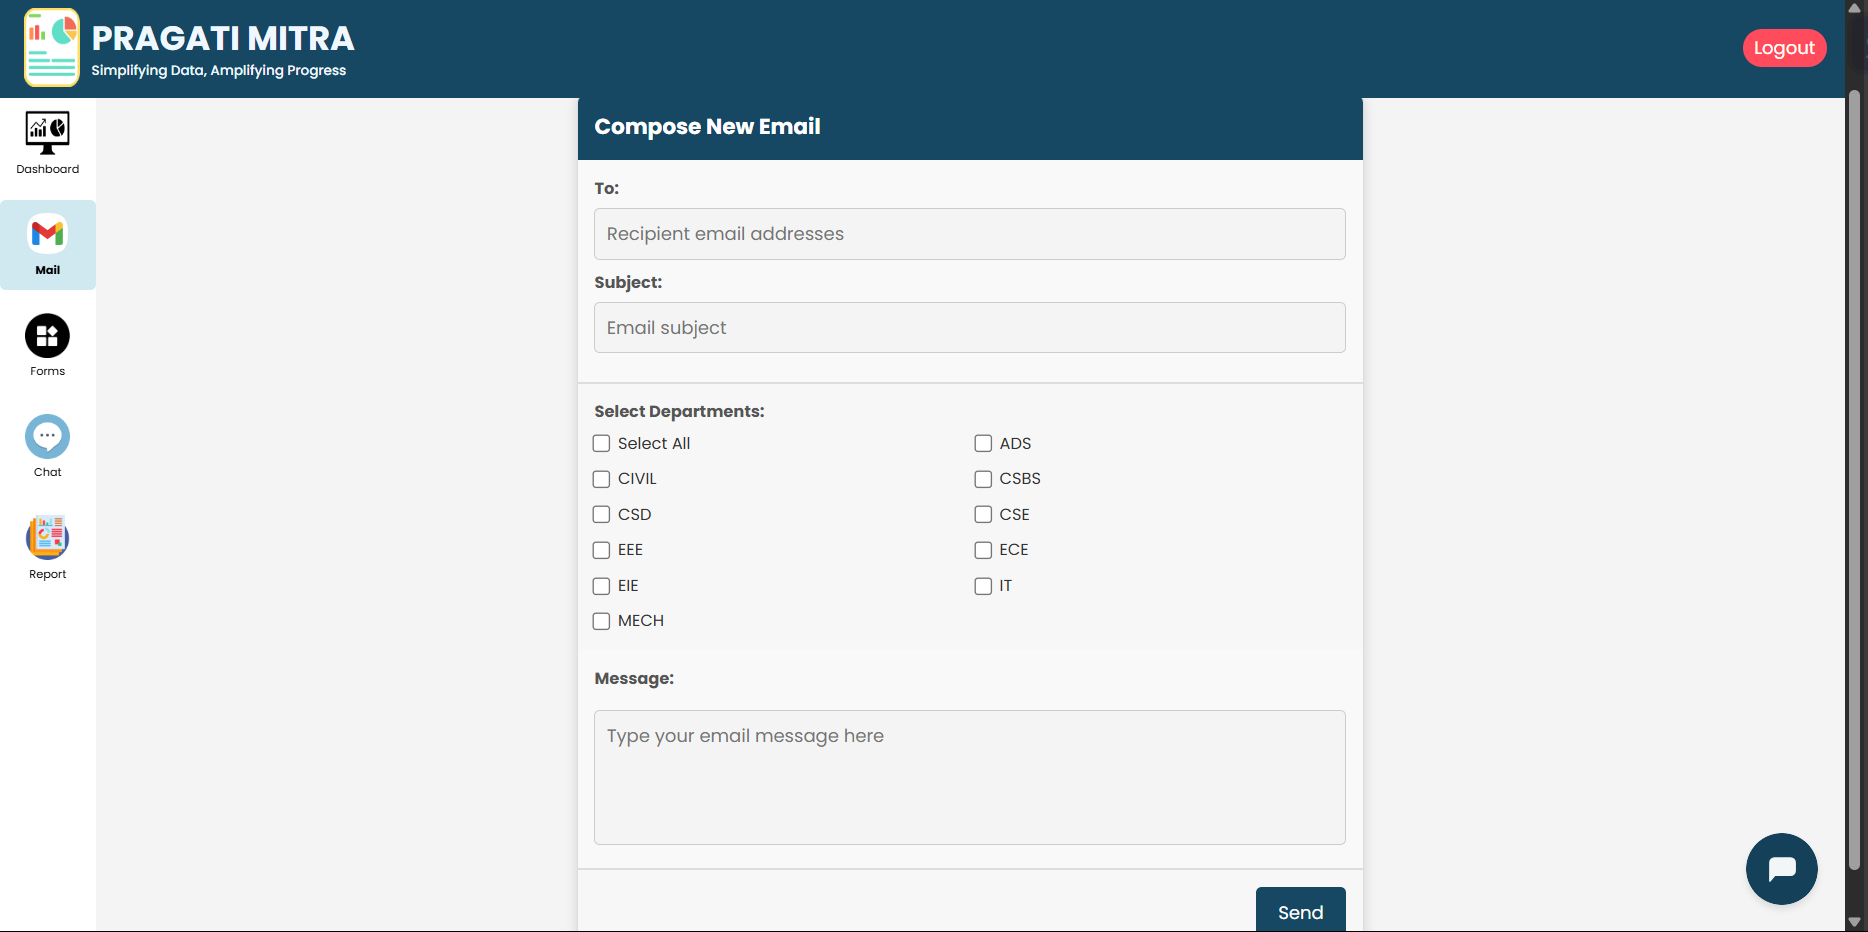 PRAGATI MITRA
Simplifying Data, Amplifying Progress
Logout
Dashboard
Mail
Forms
Chat
Report
Compose New Email
To:
Recipient email addresses
Subject:
Email subject
Select Departments:
Select All
ADS
CIVIL
CSBS
CSD
CSE
EEE
ECE
EIE
IT
MECH
Message:
Type your email message here
Send